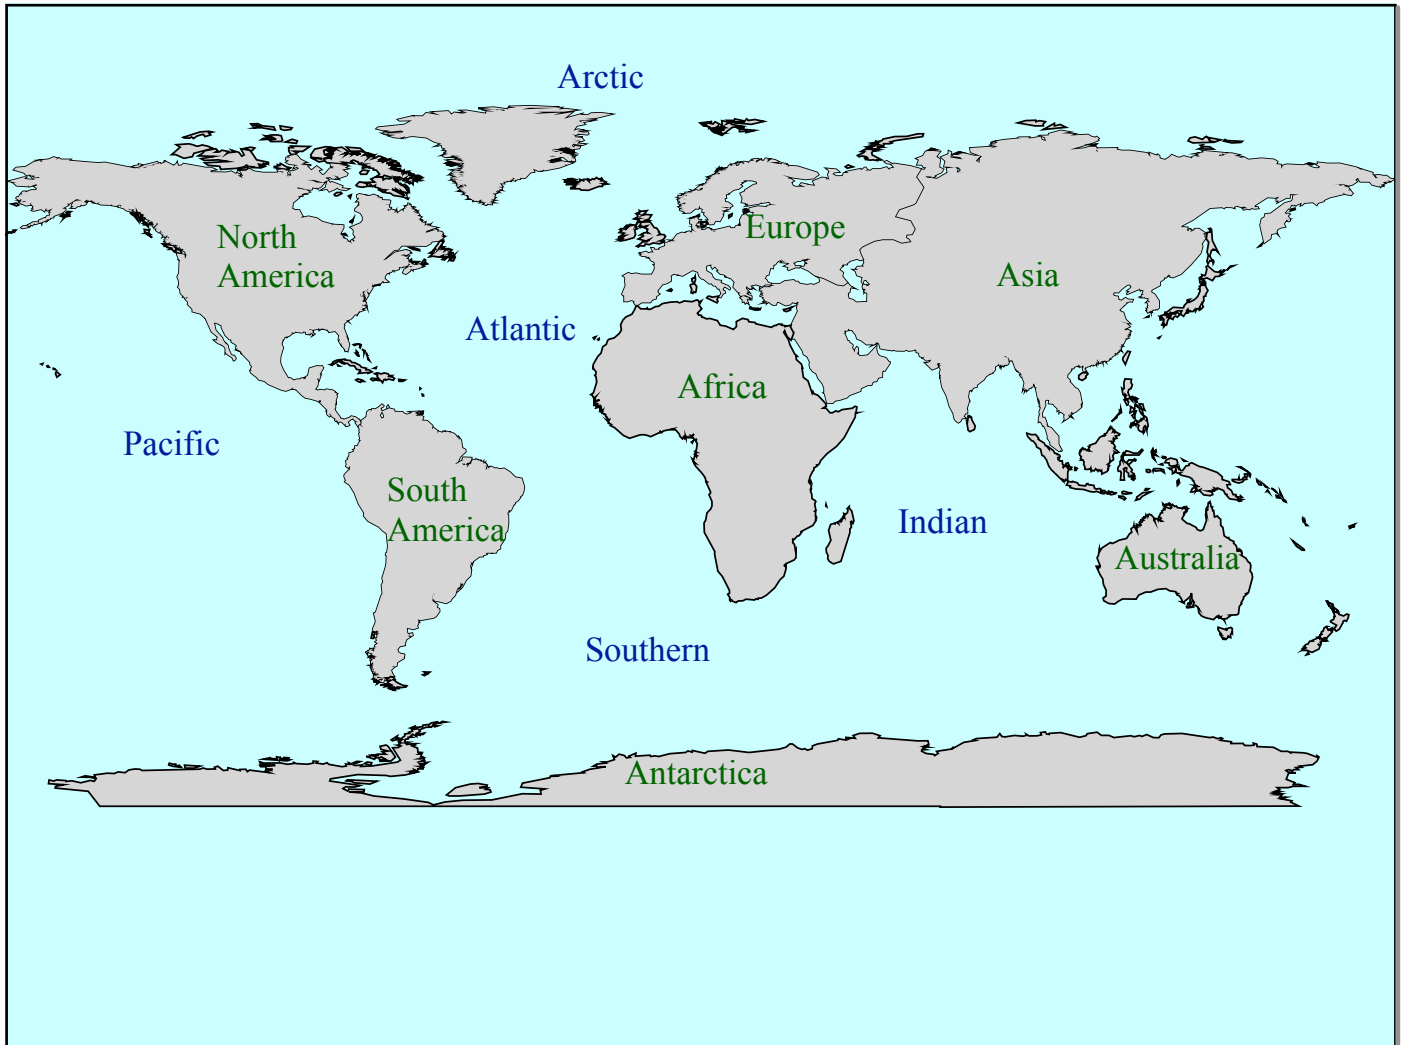 Arctic
North
America
Europe
Asia
Atlantic
Africa
Pacific
South
America
Indian
Australia
Southern
Antarctica